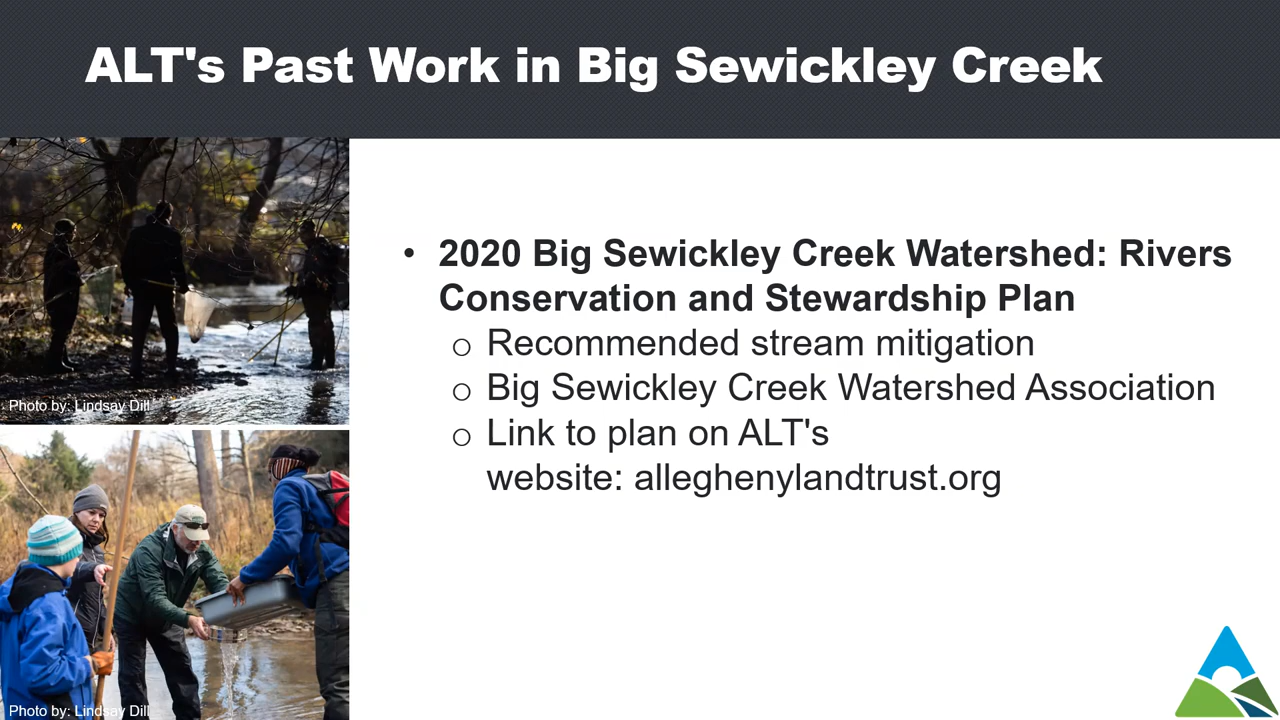 ALT's Past Work in Big Sewickley Creek
• 2020 Big Sewickley Creek Watershed: Rivers
Conservation and Stewardship Plan
o Recommended stream mitigation
o Big Sewickley Creek Watershed Association
o Link to plan on ALT's
website: alleghenylandtrust.org
Photo by: Lindsay Dill
Photo by: Lindsay Dill